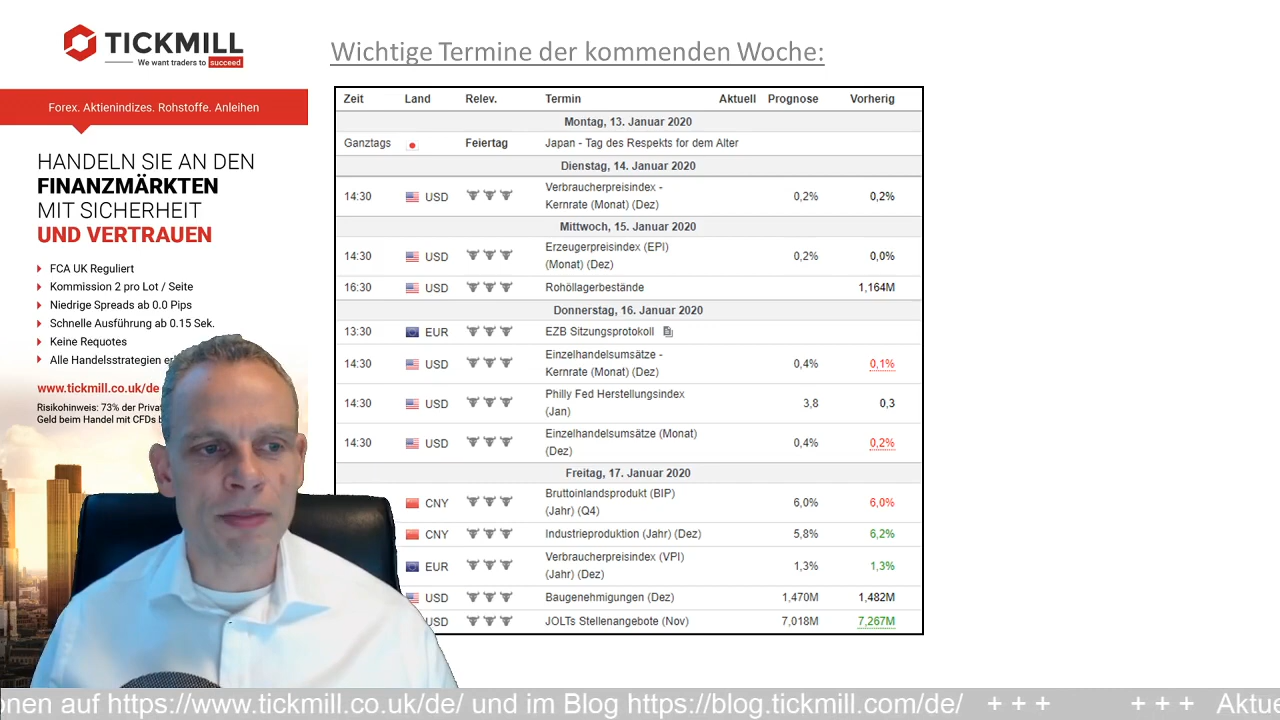 TICKMILL
We want traders to succeed
Forex. Aktienindizes. Rohstoffe. Anleihen
HANDELN SIE AN DEN
FINANZMÄRKTEN
MIT SICHERHEIT
UND VERTRAUEN
FCA UK Reguliert
Kommission 2 pro Lot / Seite
Niedrige Spreads ab 0.0 Pips
Schnelle Ausführung ab 0.15 Sek.
Keine Requotes
Alle Handelsstrategien
www.tickmill.co.uk/de
Risikohinweis: 73% der
Geld beim Handel mit CFDs
Wichtige Termine der kommenden Woche:
Zeit Land Relev. Termin Aktuell Prognose Vorherig
Montag, 13. Januar 2020
Ganztags Feiertag Japan - Tag des Respekts for dem Alter
Dienstag, 14. Januar 2020
14:30 USD Verbraucherpreisindex - 0,2% 0,2%
Kernrate (Monat) (Dez)
Mittwoch, 15. Januar 2020
14:30 USD Erzeugerpreisindex (EPI) 0,2% 0,0%
(Monat) (Dez)
16:30 USD Rohöllagerbestände 1,164M
Donnerstag, 16. Januar 2020
13:30 EUR EZB Sitzungsprotokoll
14:30 USD Einzelhandelsumsätze - 0,4% 0,1%
Kernrate (Monat) (Dez)
14:30 USD Philly Fed Herstellungsindex 3,8 0,3
(Jan)
14:30 USD Einzelhandelsumsätze (Monat) 0,4% 0,2%
(Dez)
Freitag, 17. Januar 2020
CNY Bruttoinlandsprodukt (BIP) 6,0% 6,0%
(Jahr) (Q4)
CNY Industrieproduktion (Jahr) (Dez) 5,8% 6,2%
EUR Verbraucherpreisindex (VPI) 1,3% 1,3%
(Jahr) (Dez)
USD Baugenehmigungen (Dez) 1,470M 1,482M
USD JOLTs Stellenangebote (Nov) 7,018M 7,267M
onen auf https://www.tickmill.co.uk/de/ und im Blog https://blog.tickmill.com/de/ +++ +++ Aktue